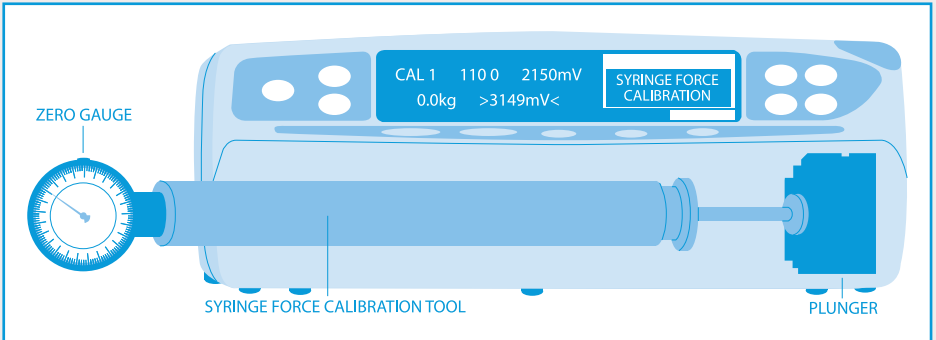 CAL 1 110 0 2150mV
0.0kg >3149mV<
SYRINGE FORCE
CALIBRATION
ZERO GAUGE
SYRINGE FORCE CALIBRATION TOOL
PLUNGER